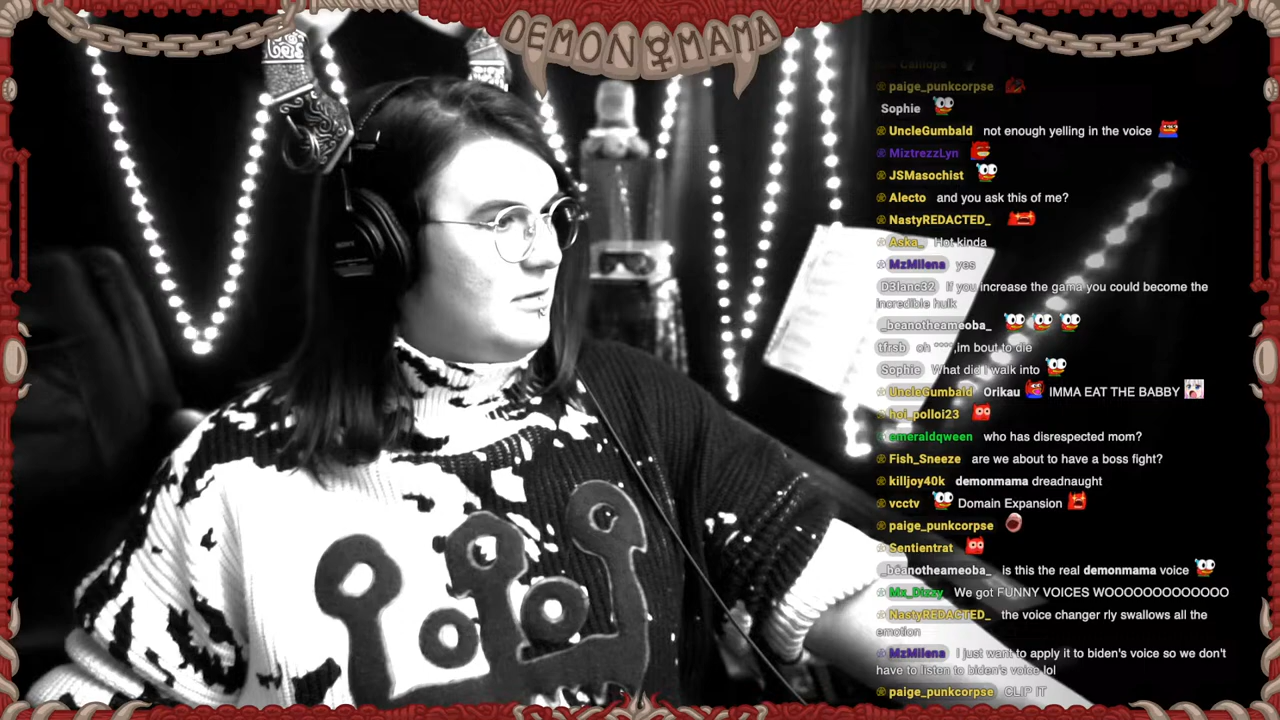 DEMON MAMA
Calliope
paige_punkcorpse
Sophie
UncleGumbald not enough yelling in the voice
MiztrezzLyn
JSMasochist
Alecto and you ask this of me?
NastyREDACTED_
Aska_ Hot kinda
MzMilena yes
D3lanc32 If you increase the gama you could become the
incredible hulk
_beanotheameoba_
tfrsb oh ****,im bout to die
Sophie What did I walk into
UncleGumbald Orikau IMMA EAT THE BABBY
hoi_polloi23
emeraldqween who has disrespected mom?
Fish_Sneeze are we about to have a boss fight?
killjoy40k demonmama dreadnaught
vcctv Domain Expansion
paige_punkcorpse
Sentientrat
_beanotheameoba_ is this the real demonmama voice
Mx_Dizzy We got FUNNY VOICES WOOOOOOOOOOOOO
NastyREDACTED_ the voice changer rly swallows all the
emotion
MzMilena I just want to apply it to biden's voice so we don't
have to listen to biden's voice lol
paige_punkcorpse CLIP IT